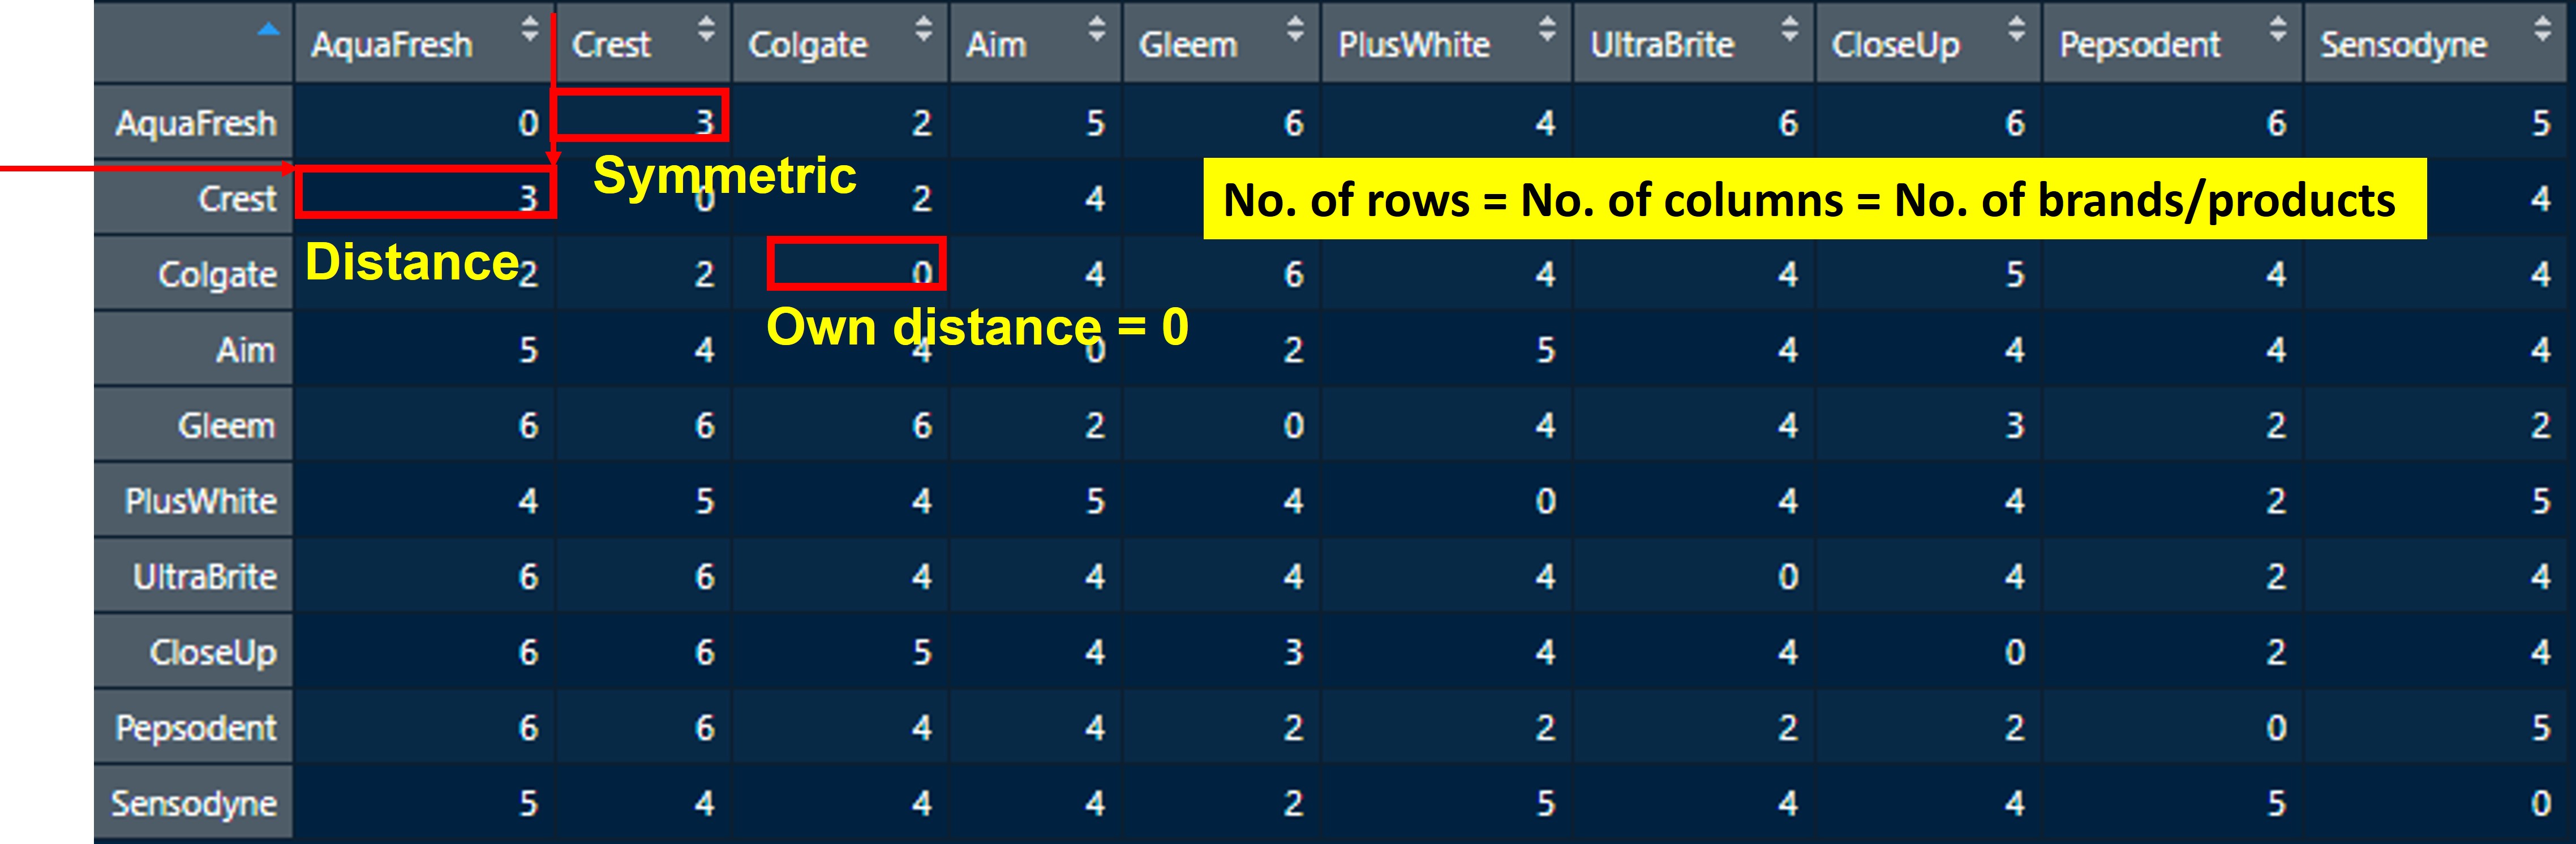 AquaFresh Crest Colgate Aim Gleem PlusWhite UltraBrite CloseUp Pepsodent Sensodyne
AquaFresh 0 3 2 5 6 4 6 6 6 5
Symmetric
No. of rows = No. of columns = No. of brands/products
Crest 3 0 2 4 4
Distance
Colgate 2 2 0 4 6 4 4 5 4 4
Own distance = 0
Aim 5 4 4 0 2 5 4 4 4 4
Gleem 6 6 6 2 0 4 4 3 2 2
PlusWhite 4 5 4 5 4 0 4 4 2 5
UltraBrite 6 6 4 4 4 4 0 4 2 4
CloseUp 6 6 5 4 3 4 4 0 2 4
Pepsodent 6 6 4 4 2 2 2 2 0 5
Sensodyne 5 4 4 4 2 5 4 4 5 0